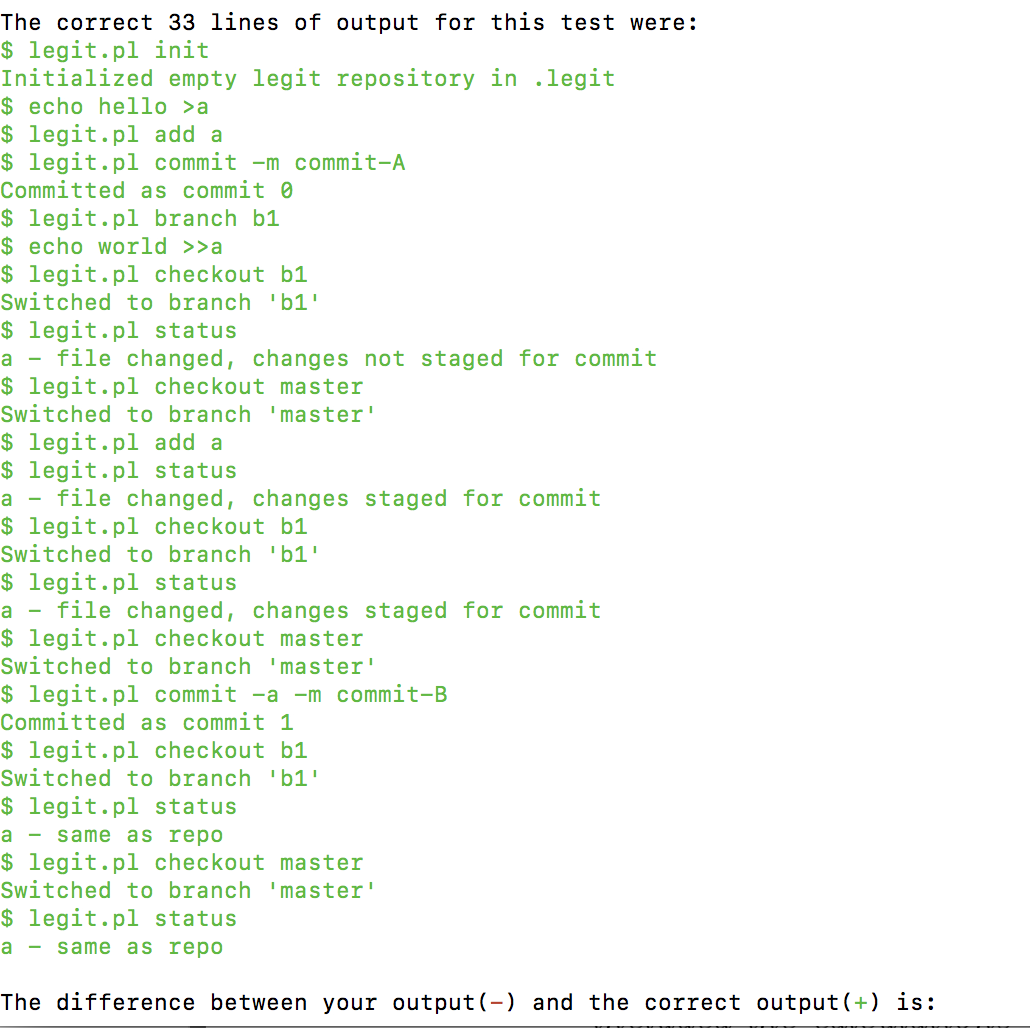 The correct 33 lines of output for this test were:
$ legit.pl init
Initialized empty legit repository in .legit
$ echo hello >a
$ legit.pl add a
$ legit.pl commit -m commit-A
Committed as commit 0
$ legit.pl branch b1
$ echo world >>a
$ legit.pl checkout b1
Switched to branch 'b1'
$ legit.pl status
a - file changed, changes not staged for commit
$ legit.pl checkout master
Switched to branch 'master'
$ legit.pl add a
$ legit.pl status
a - file changed, changes staged for commit
$ legit.pl checkout b1
Switched to branch 'b1'
$ legit.pl status
a - file changed, changes staged for commit
$ legit.pl checkout master
Switched to branch 'master'
$ legit.pl commit -a -m commit-B
Committed as commit 1
$ legit.pl checkout b1
Switched to branch 'b1'
$ legit.pl status
a - same as repo
$ legit.pl checkout master
Switched to branch 'master'
$ legit.pl status
a - same as repo
The difference between your output(-) and the correct output(+) is: